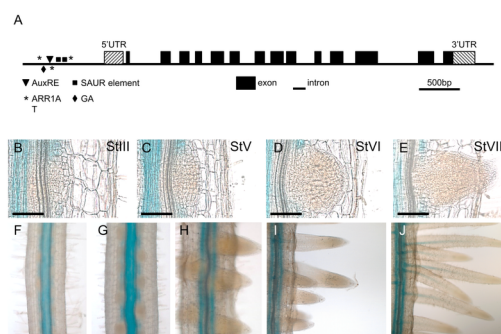 A
5'UTR
3'UTR
* ▼ ■ ■ *
♦ *
▼ AuxRE ■ SAUR element
* ARR1A ♦ GA
T
exon intron 500bp
B StIII C StV D StVI E StVII
F G H I J